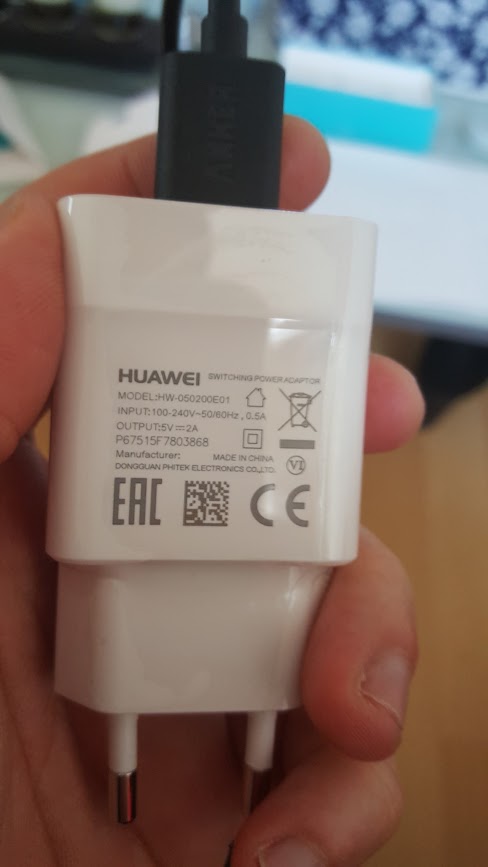 ANKER
HUAWEI SWITCHING POWER ADAPTOR
MODEL:HW-050200E01
INPUT:100-240V~50/60Hz , 0.5A
OUTPUT:5V⎓2A
P67515F7803868
Manufacturer: MADE IN CHINA
DONGGUAN PHITEK ELECTRONICS CO.,LTD.
VI
EAC CE